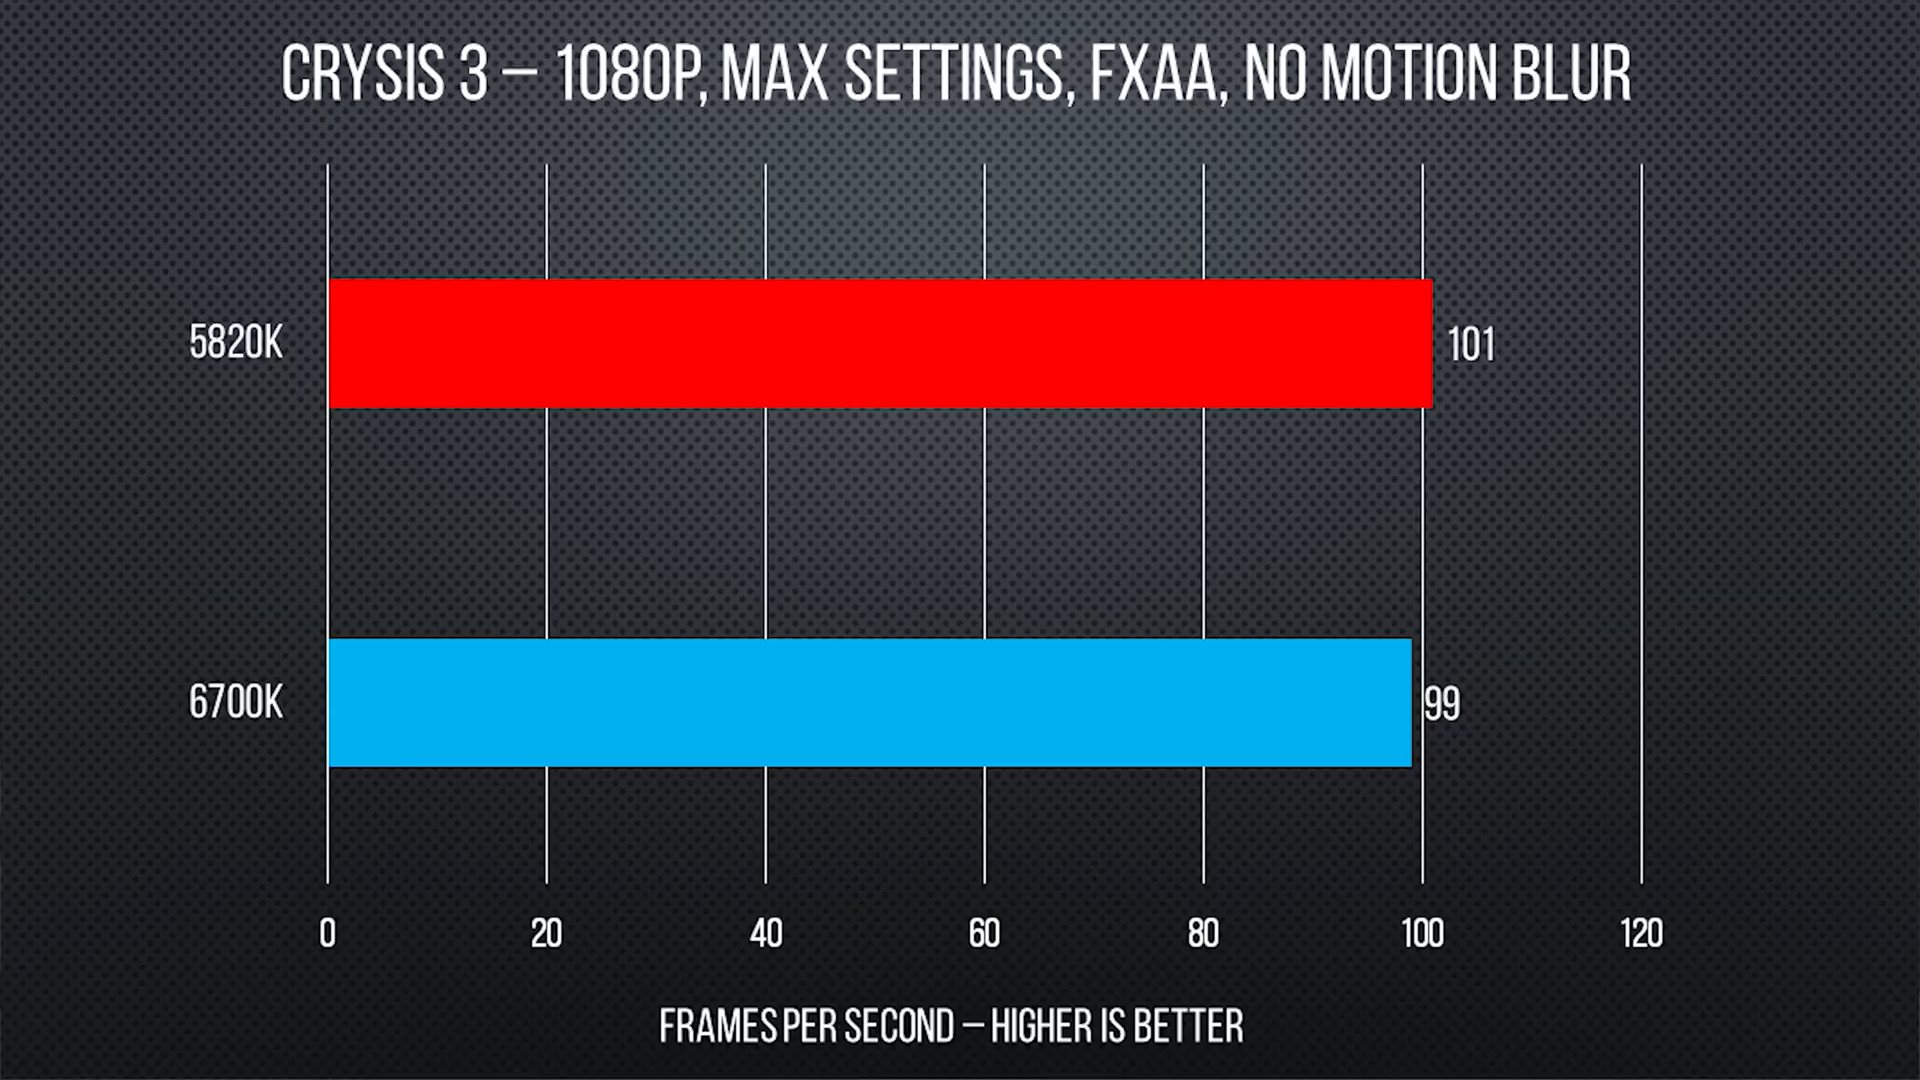 CRYSIS 3 – 1080P, MAX SETTINGS, FXAA, NO MOTION BLUR
5820K
101
6700K
99
0 20 40 60 80 100 120
FRAMES PER SECOND – HIGHER IS BETTER